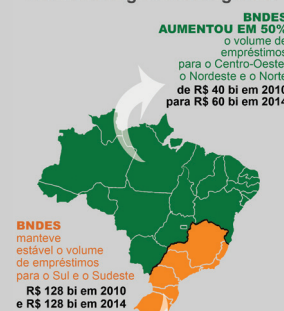 BNDES
AUMENTOU EM 50%
o volume de
empréstimos
para o Centro-Oeste
o Nordeste e o Norte
de R$ 40 bi em 2010
para R$ 60 bi em 2014
BNDES
manteve
estável o volume
de empréstimos
para o Sul e o Sudeste
R$ 128 bi em 2010
e R$ 128 bi em 2014